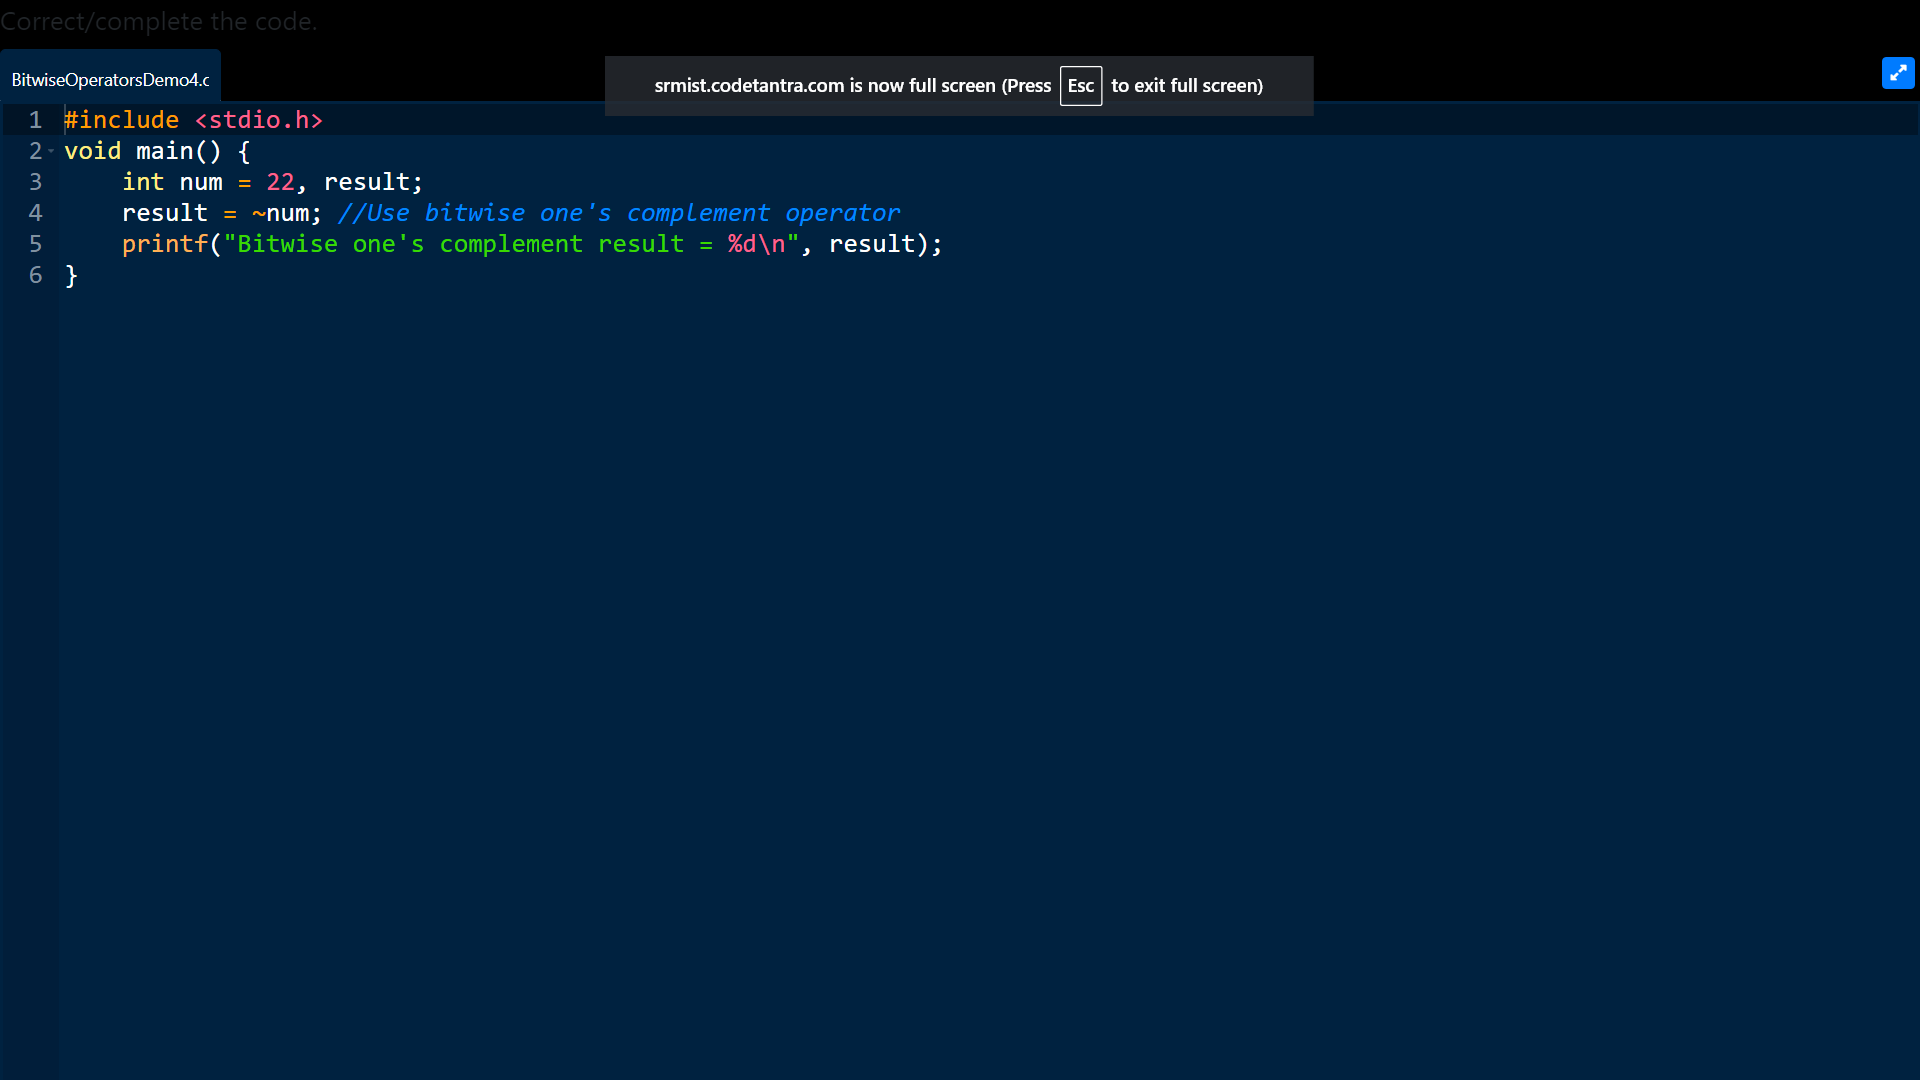 Correct/complete the code.
BitwiseOperatorsDemo4.c
srmist.codetantra.com is now full screen (Press Esc to exit full screen)
1 #include <stdio.h>
2 void main() {
3     int num = 22, result;
4     result = ~num; //Use bitwise one's complement operator
5     printf("Bitwise one's complement result = %d\n", result);
6 }